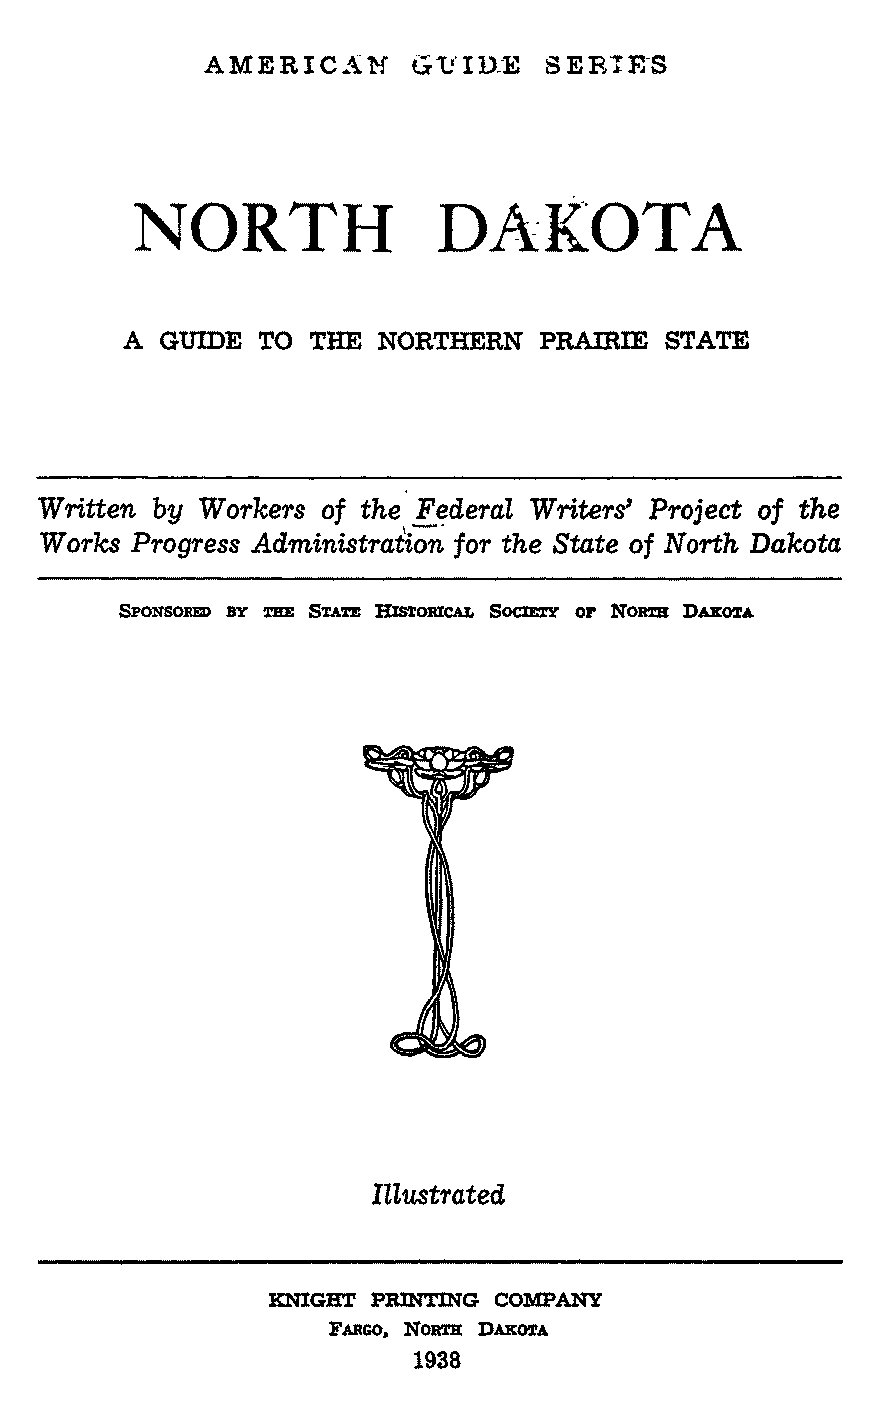 AMERICAN GUIDE SERIES
NORTH DAKOTA
A GUIDE TO THE NORTHERN PRAIRIE STATE
Written by Workers of the Federal Writers' Project of the
Works Progress Administration for the State of North Dakota
SPONSORED BY THE STATE HISTORICAL SOCIETY OF NORTH DAKOTA
Illustrated
KNIGHT PRINTING COMPANY
FARGO, NORTH DAKOTA
1938